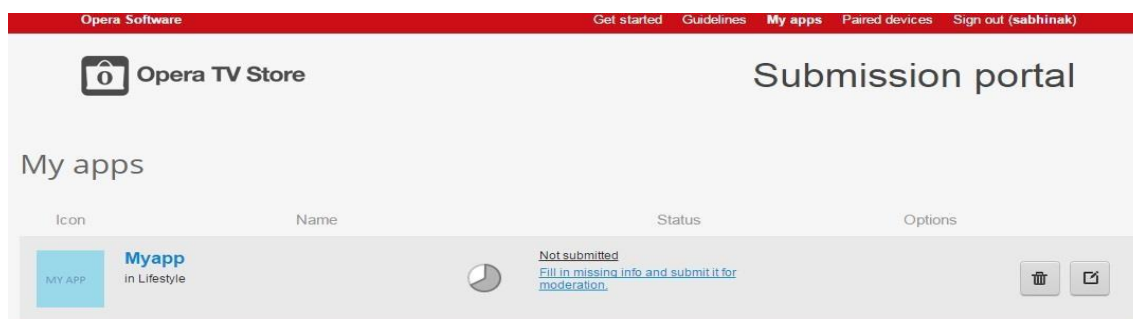 Opera Software Get started Guidelines My apps Paired devices Sign out (sabhinak)
Opera TV Store Submission portal
My apps
Icon Name Status Options
MY APP
Myapp
in Lifestyle
Not submitted
Fill in missing info and submit it for
moderation.